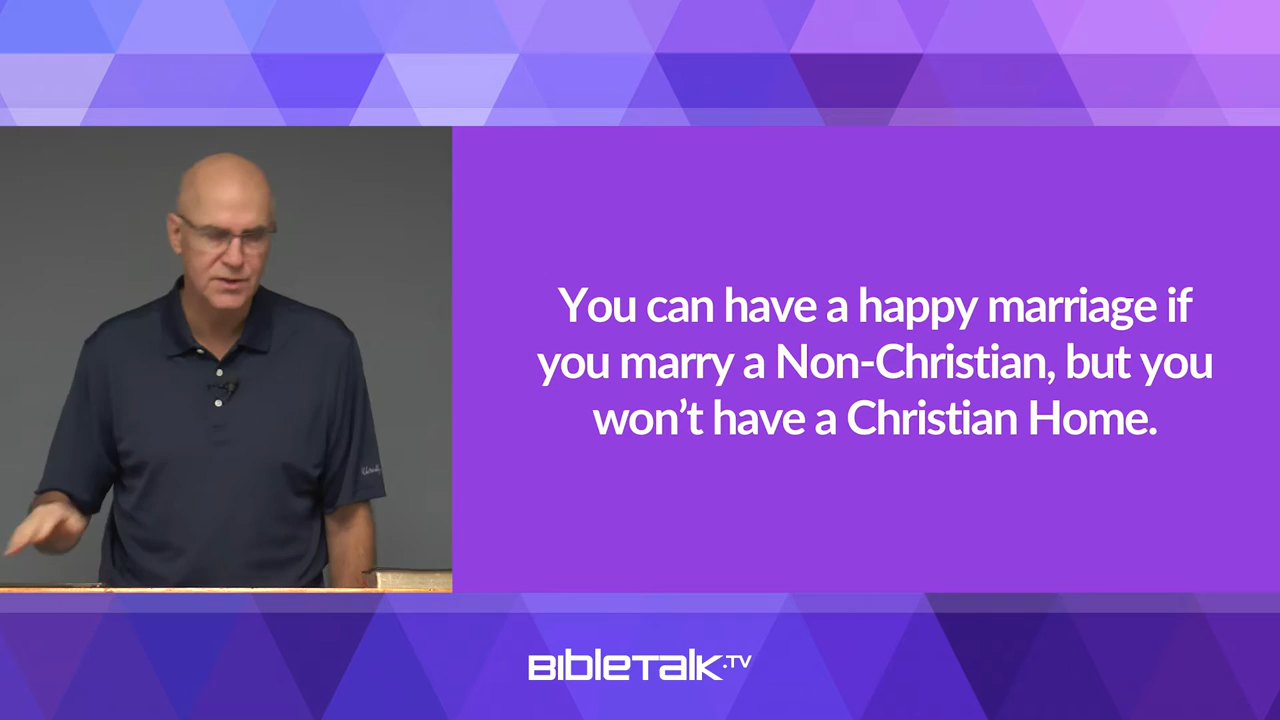 You can have a happy marriage if
you marry a Non-Christian, but you
won’t have a Christian Home.
BIBLETALK.TV